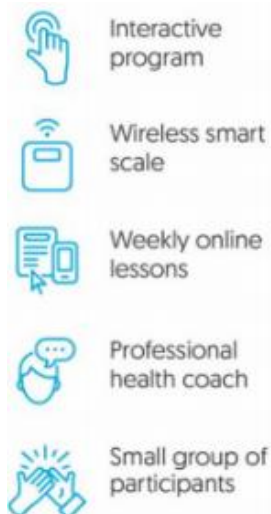 Interactive
program
Wireless smart
scale
Weekly online
lessons
Professional
health coach
Small group of
participants